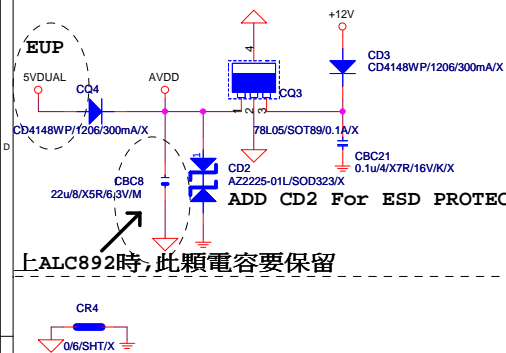 +12V
EUP
4
CD3
CD4148WP/1206/300mA/X
5VDUAL
AVDD
CQ4
CQ3
1
2
3
CD4148WP/1206/300mA/X
78L05/SOT89/0.1A/X
D
CBC21
0.1u/4/X7R/16V/K/X
1
CD2
AZ2225-01L/SOD323/X
CBC8
22u/8/X5R/6.3V/M
ADD CD2 For ESD PROTEC
上ALC892時,此顆電容要保留
CR4
0/6/SHT/X